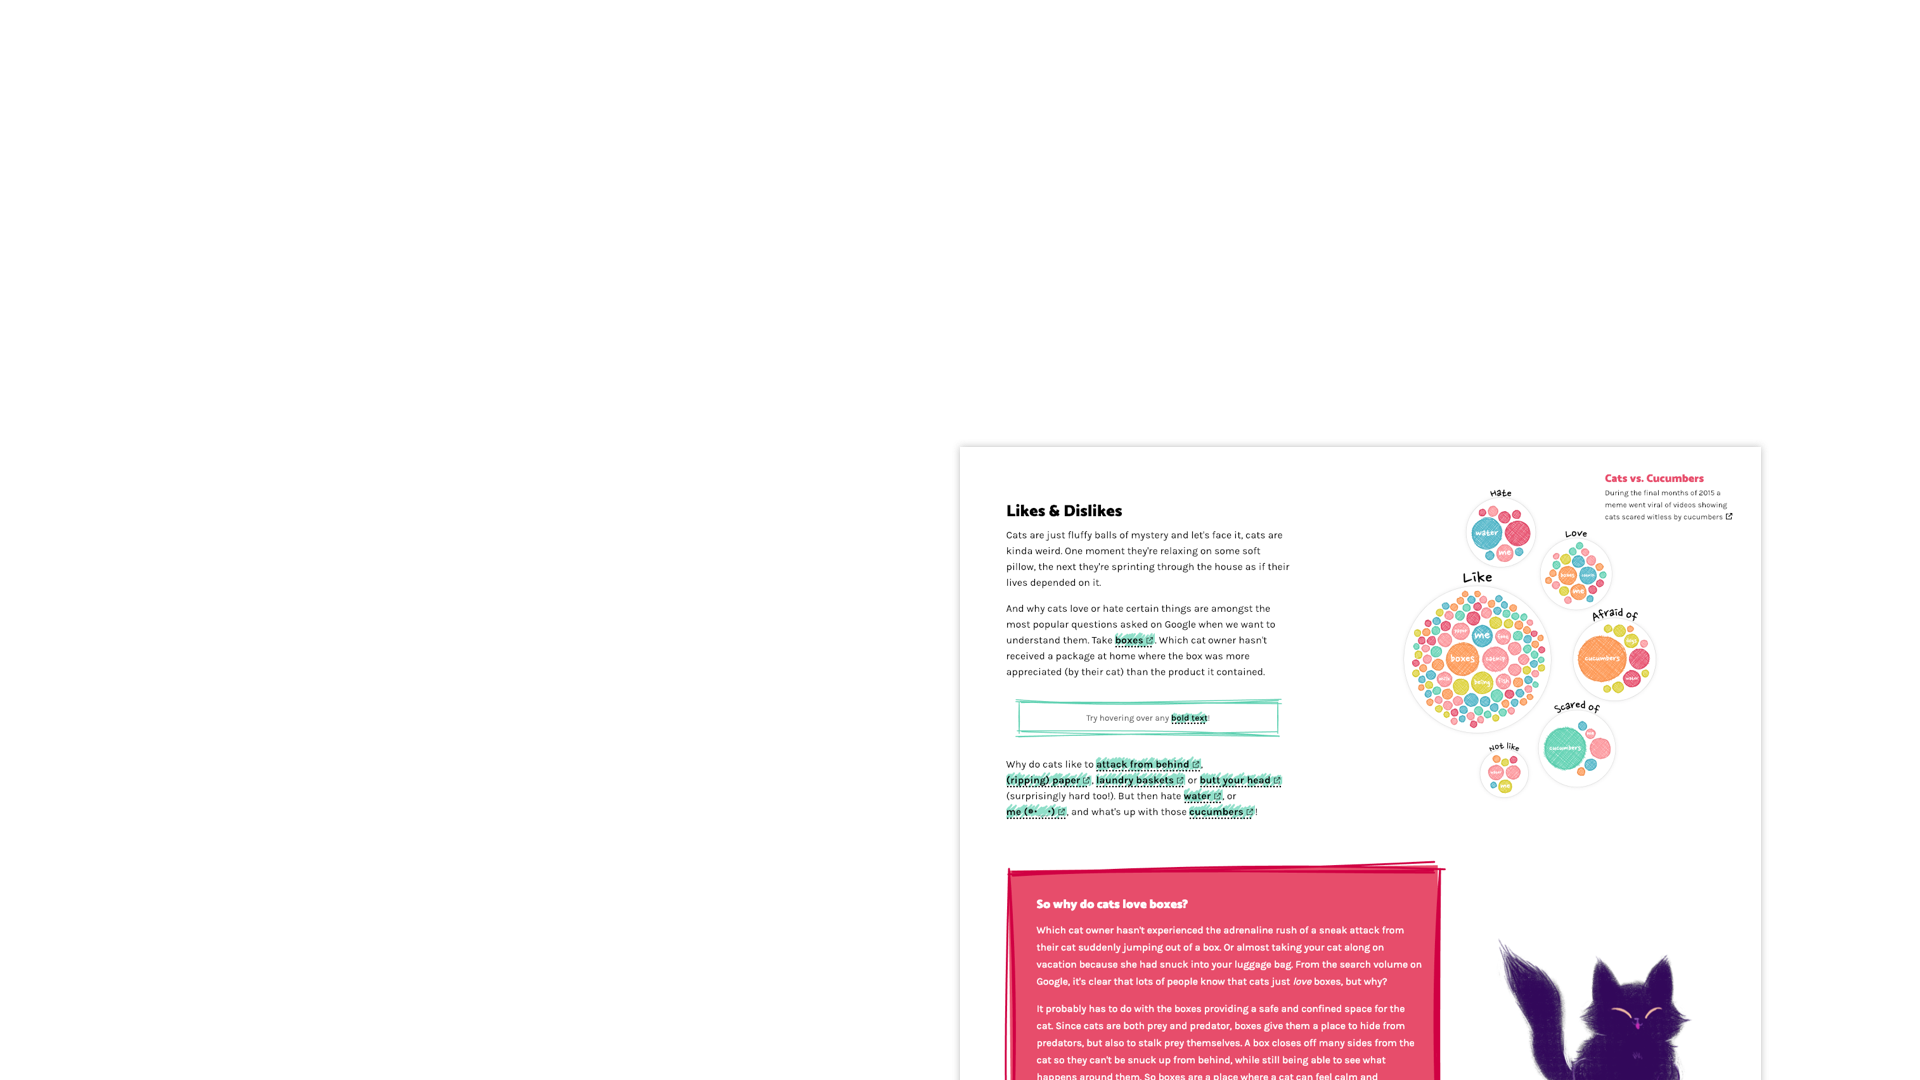 Likes & Dislikes
Cats are just fluffy balls of mystery and let's face it, cats are
kinda weird. One moment they're relaxing on some soft
pillow, the next they're sprinting through the house as if their
lives depended on it.
And why cats love or hate certain things are amongst the
most popular questions asked on Google when we want to
understand them. Take boxes. Which cat owner hasn't
received a package at home where the box was more
appreciated (by their cat) than the product it contained.
Try hovering over any bold text!
Why do cats like to attack from behind,
(ripping) paper, laundry baskets or butt your head
(surprisingly hard too!). But then hate water, or
me, and what's up with those cucumbers!
Cats vs. Cucumbers
During the final months of 2015 a
meme went viral of videos showing
cats scared witless by cucumbers
Hate
water
me
Love
boxes
me
Like
me
boxes
catnip
being
fish
milk
Afraid of
cucumbers
water
Scared of
cucumbers
Not like
water
me
So why do cats love boxes?
Which cat owner hasn't experienced the adrenaline rush of a sneak attack from
their cat suddenly jumping out of a box. Or almost taking your cat along on
vacation because she had snuck into your luggage bag. From the search volume on
Google, it's clear that lots of people know that cats just love boxes, but why?
It probably has to do with the boxes providing a safe and confined space for the
cat. Since cats are both prey and predator, boxes give them a place to hide from
predators, but also to stalk prey themselves. A box closes off many sides from the
cat so they can't be snuck up from behind, while still being able to see what
happens around them. So boxes are a place where a cat can feel calm and